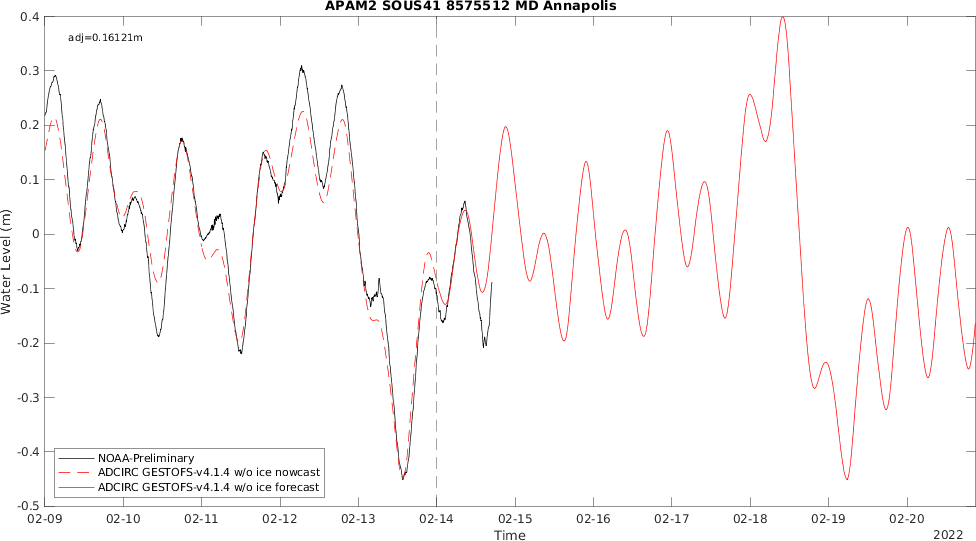 APAM2 SOUS41 8575512 MD Annapolis
adj=0.16121m
0.4
0.3
0.2
0.1
0
-0.1
-0.2
-0.3
-0.4
-0.5
Water Level (m)
NOAA-Preliminary
ADCIRC GESTOFS-v4.1.4 w/o ice nowcast
ADCIRC GESTOFS-v4.1.4 w/o ice forecast
02-09 02-10 02-11 02-12 02-13 02-14 02-15 02-16 02-17 02-18 02-19 02-20
Time
2022